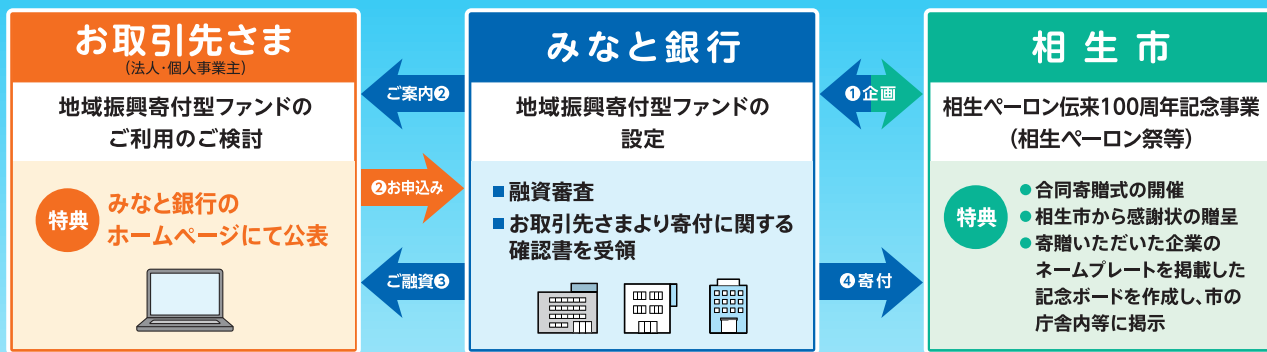 お取引先さま
(法人・個人事業主)
地域振興寄付型ファンドの
ご利用のご検討
特典
みなと銀行の
ホームページにて公表
ご案内❷
❷お申込み
ご融資❸
みなと銀行
地域振興寄付型ファンドの
設定
■融資審査
■お取引先さまより寄付に関する
確認書を受領
❶企画
❹寄付
相生市
相生ペーロン伝来100周年記念事業
(相生ペーロン祭等)
特典
●合同寄贈式の開催
●相生市から感謝状の贈呈
●寄贈いただいた企業の
ネームプレートを掲載した
記念ボードを作成し、市の
庁舎内等に掲示